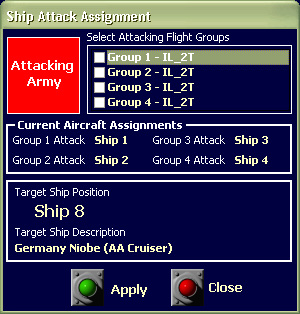 Ship Attack Assignment
Select Attacking Flight Groups
Attacking
Army
Group 1 - IL_2T
Group 2 - IL_2T
Group 3 - IL_2T
Group 4 - IL_2T
Current Aircraft Assignments
Group 1 Attack Ship 1 Group 3 Attack Ship 3
Group 2 Attack Ship 2 Group 4 Attack Ship 4
Target Ship Position
Ship 8
Target Ship Description
Germany Niobe (AA Cruiser)
Apply Close